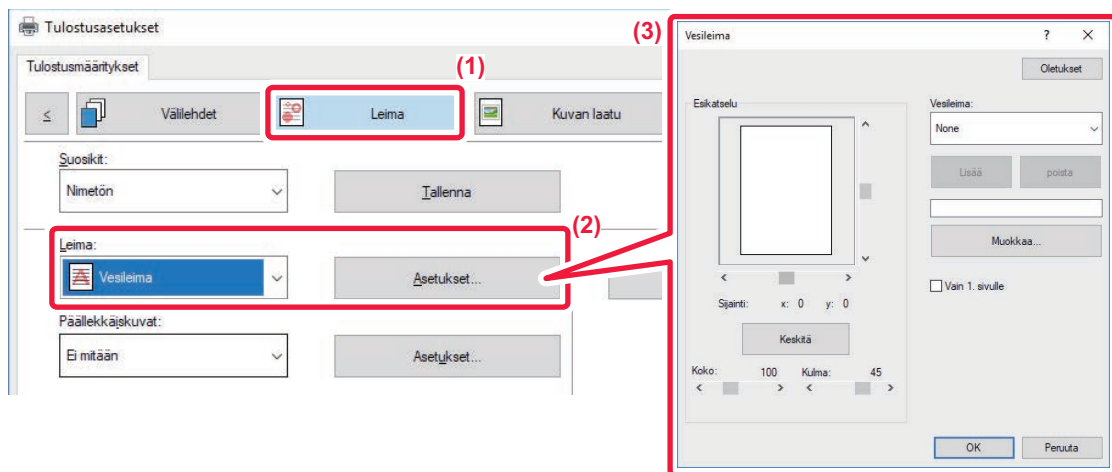 Tulostusasetukset
Tulostusmääritykset
(1)
≤ Välilehdet Leima Kuvan laatu
Suosikit:
Nimetön Tallenna
(2)
Leima:
Vesileima Asetukset...
Päällekkäiskuvat:
Ei mitään Asetukset...
(3)
Vesileima ? ×
Oletukset
Esikatselu
Vesileima:
None
Lisää poista
Muokkaa...
Vain 1. sivulle
Sijainti: x: 0 y: 0
Keskitä
Koko: 100 Kulma: 45
OK Peruuta